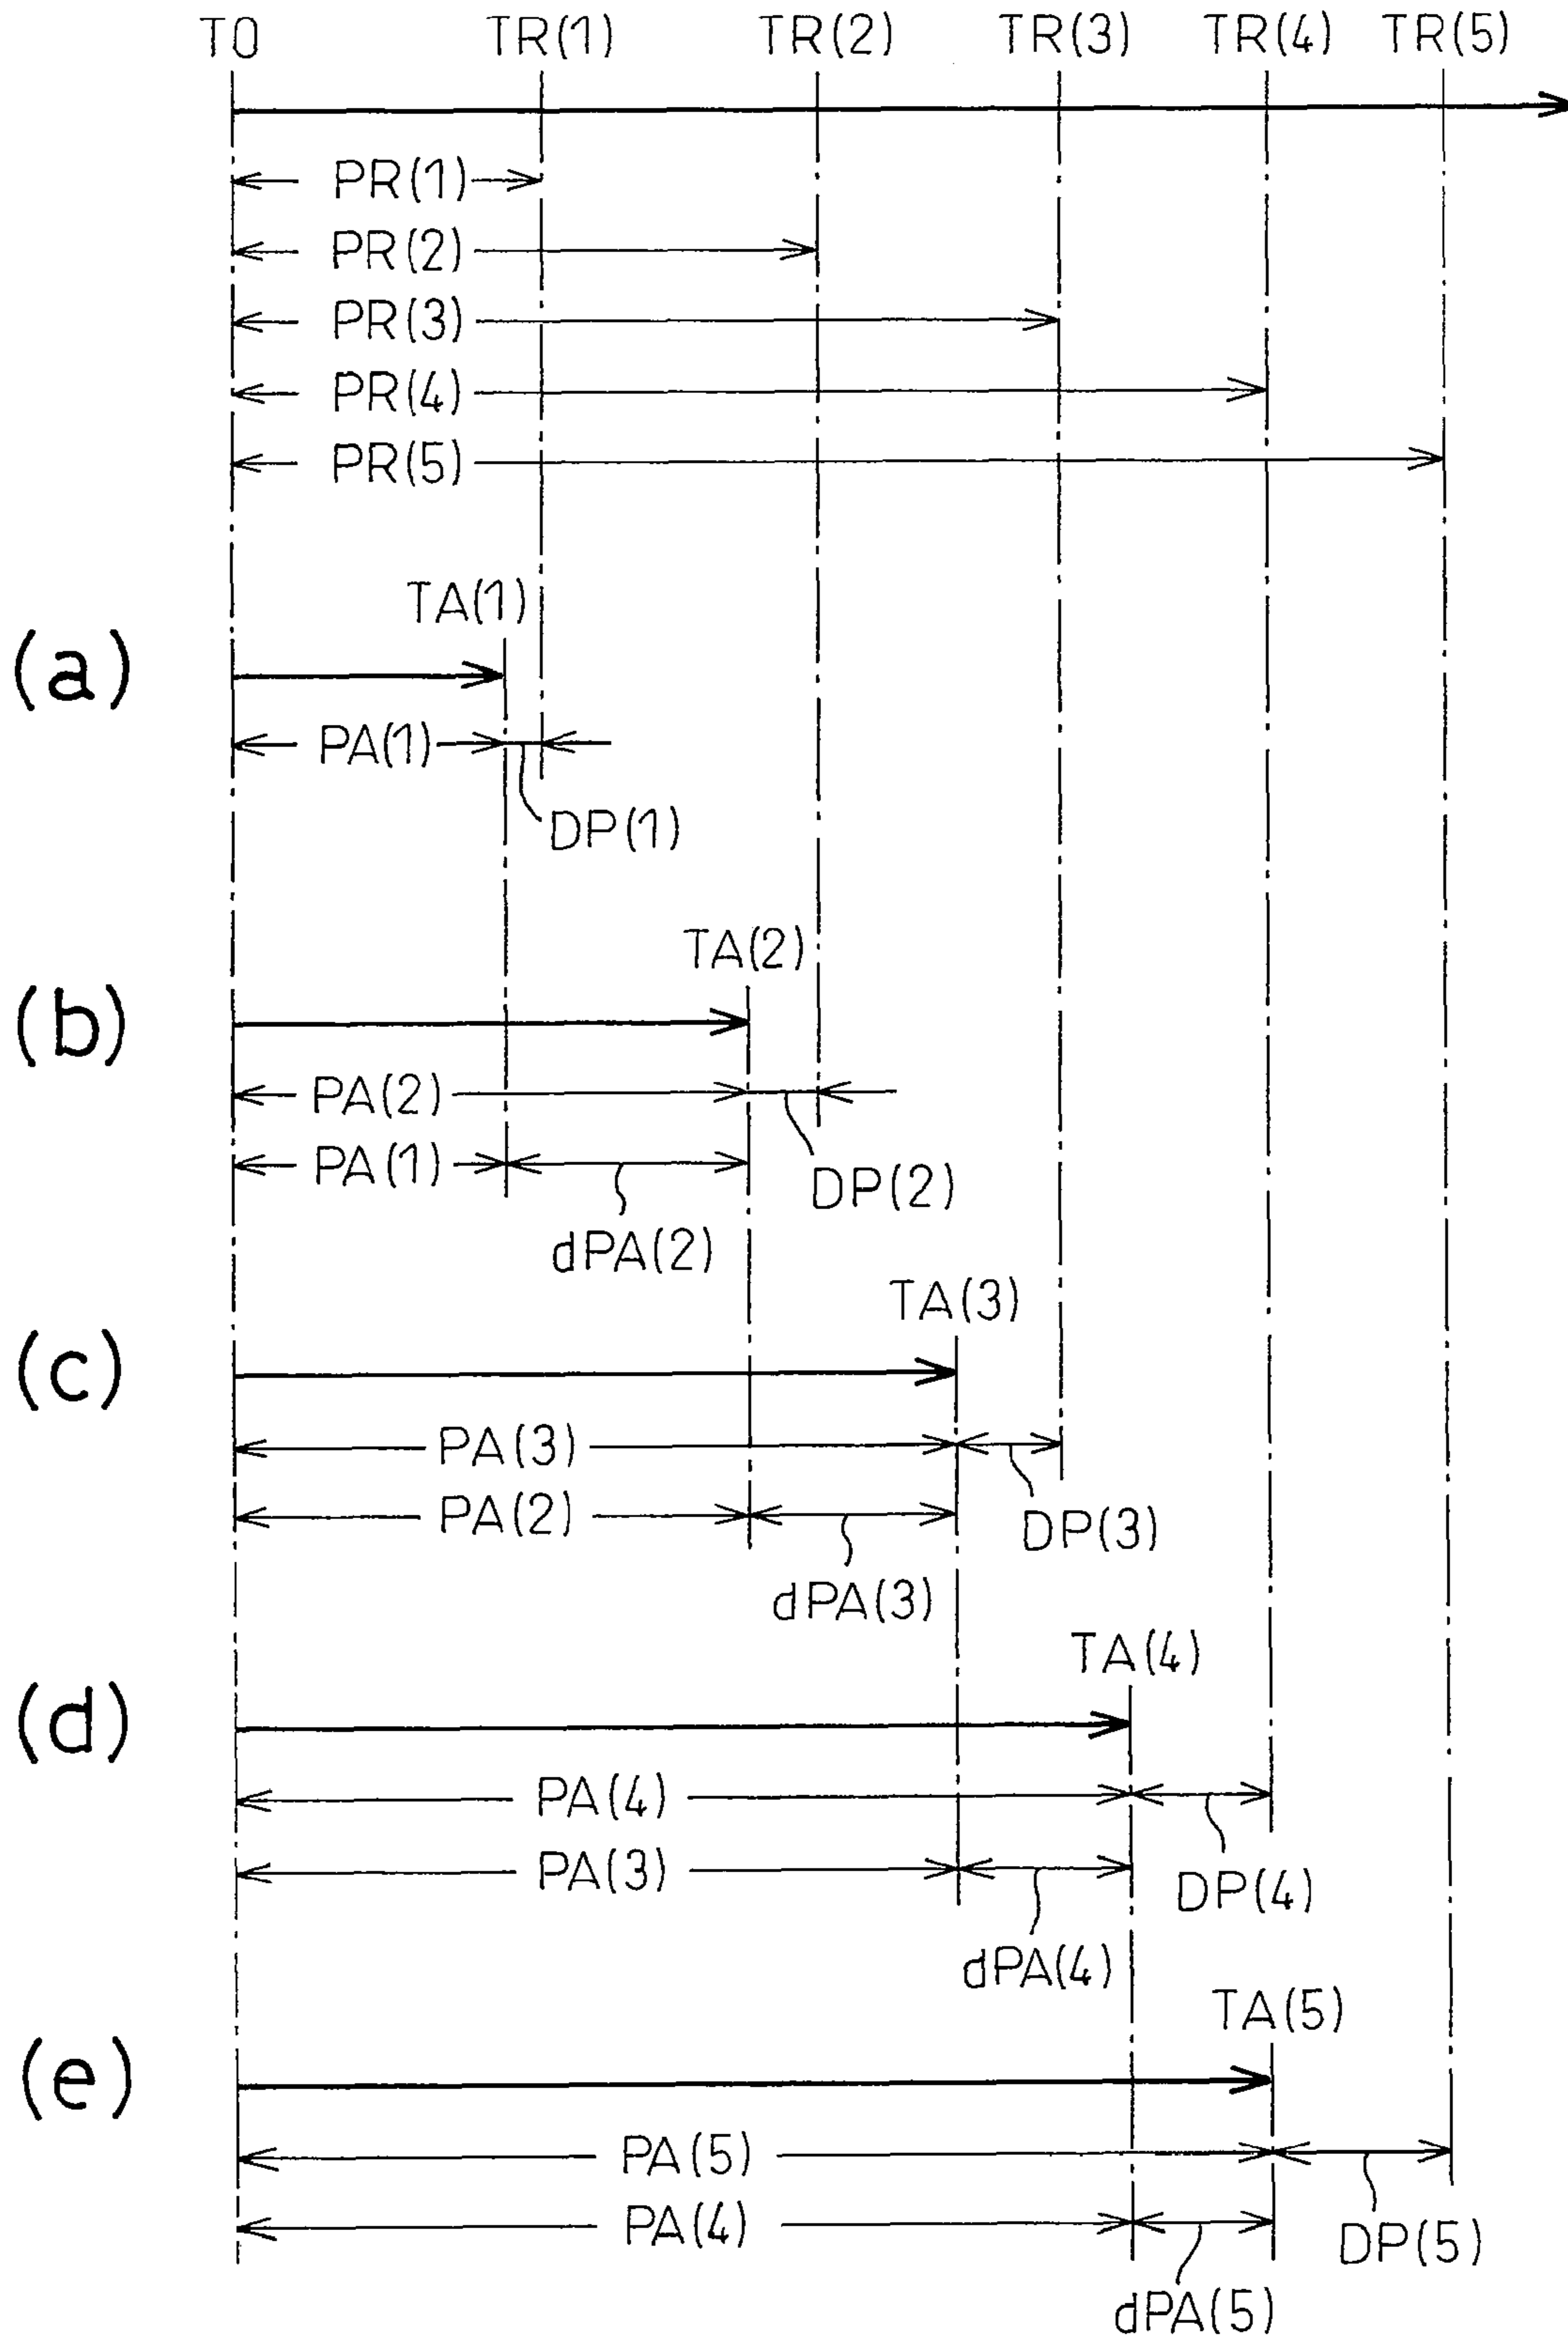 T0 TR(1) TR(2) TR(3) TR(4) TR(5)
PR(1)
PR(2)
PR(3)
PR(4)
PR(5)
TA(1)
(a)
PA(1)
DP(1)
TA(2)
(b)
PA(2)
PA(1)
DP(2)
dPA(2)
TA(3)
(c)
PA(3)
PA(2)
DP(3)
dPA(3)
TA(4)
(d)
PA(4)
PA(3)
DP(4)
dPA(4)
TA(5)
(e)
PA(5)
PA(4)
DP(5)
dPA(5)